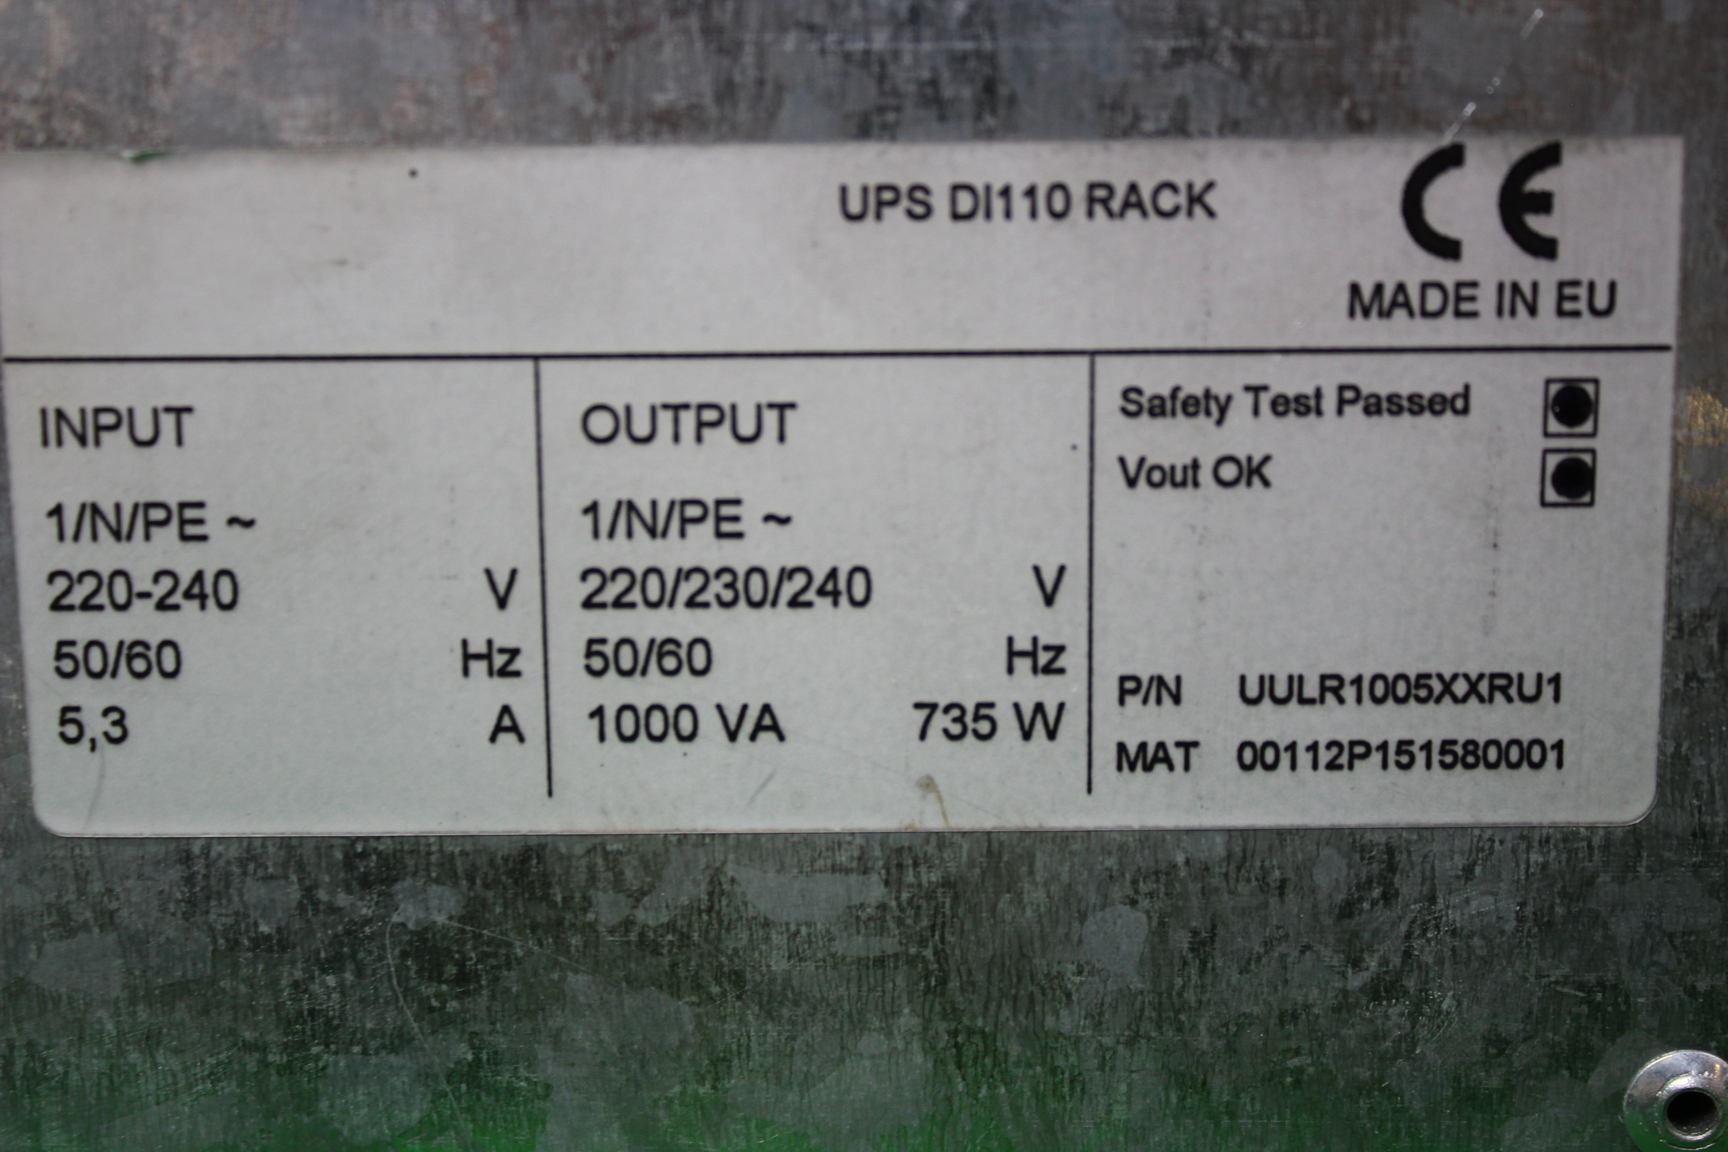 UPS DI110 RACK
CE
MADE IN EU
INPUT
1/N/PE ~
220-240 V
50/60 Hz
5,3 A
OUTPUT
1/N/PE ~
220/230/240 V
50/60 Hz
1000 VA 735 W
Safety Test Passed
Vout OK
P/N UULR1005XXRU1
MAT 00112P151580001